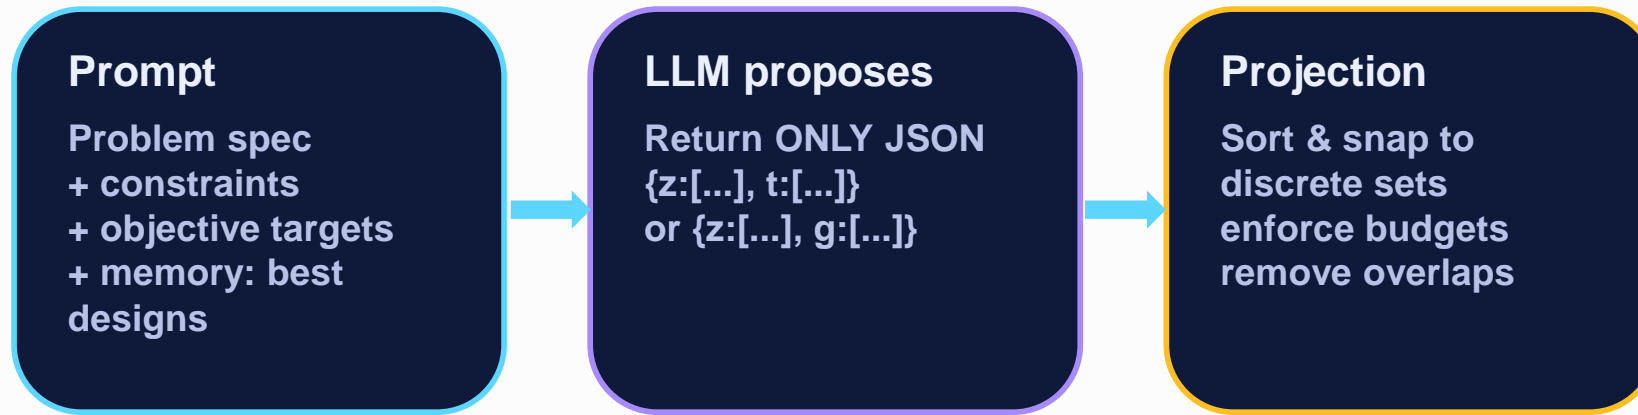 Prompt
Problem spec
+ constraints
+ objective targets
+ memory: best
designs
LLM proposes
Return ONLY JSON
{z:[...], t:[...]}
or {z:[...], g:[...]}
Projection
Sort & snap to
discrete sets
enforce budgets
remove overlaps